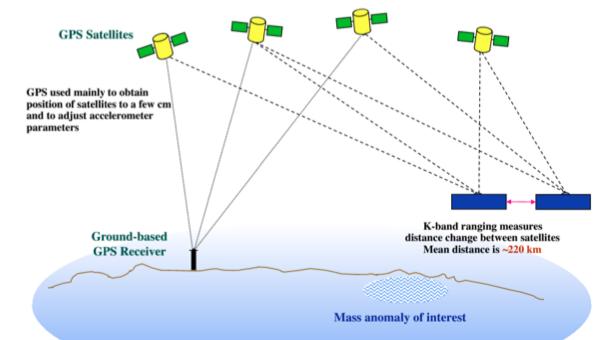 GPS Satellites
GPS used mainly to obtain
position of satellites to a few cm
and to adjust accelerometer
parameters
K-band ranging measures
distance change between satellites
Mean distance is ~220 km
Ground-based
GPS Receiver
Mass anomaly of interest